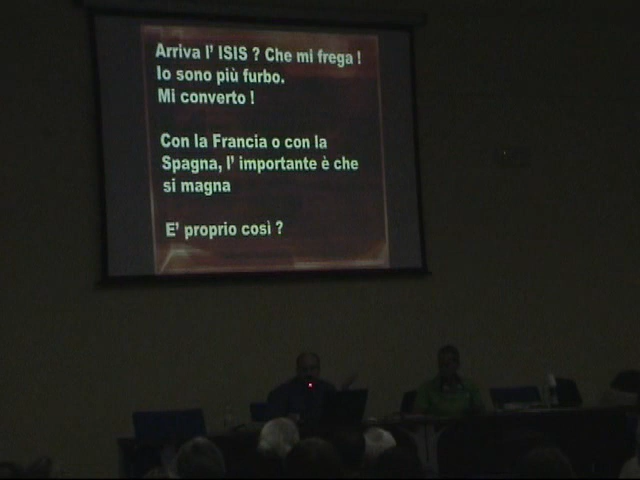 Arriva l' ISIS ? Che mi frega !
Io sono più furbo.
Mi converto !
Con la Francia o con la
Spagna, l' importante è che
si magna
E' proprio così ?